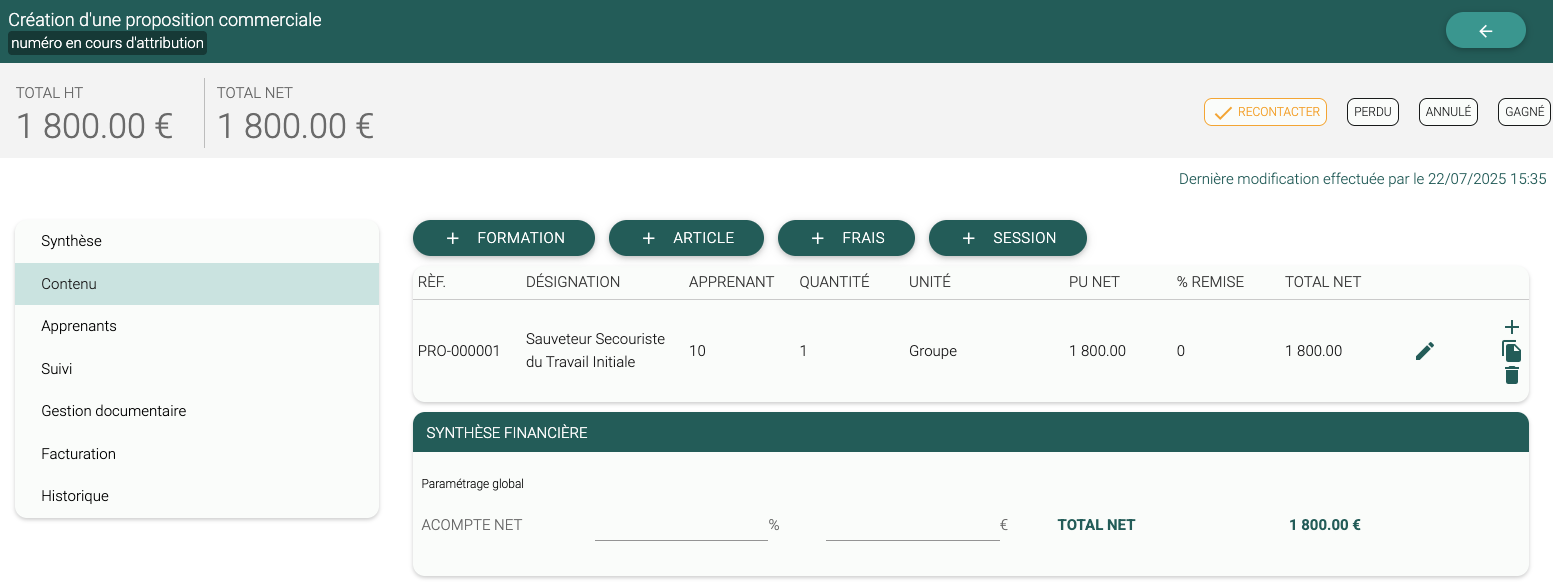 Création d'une proposition commerciale
numéro en cours d'attribution
TOTAL HT
1 800.00 €
TOTAL NET
1 800.00 €
RECONTACTER
PERDU
ANNULÉ
GAGNÉ
Dernière modification effectuée par le 22/07/2025 15:35
Synthèse
Contenu
Apprenants
Suivi
Gestion documentaire
Facturation
Historique
+ FORMATION
+ ARTICLE
+ FRAIS
+ SESSION
RÈF. DÉSIGNATION APPRENANT QUANTITÉ UNITÉ PU NET % REMISE TOTAL NET
PRO-000001 Sauveteur Secouriste du Travail Initiale 10 1 Groupe 1 800.00 0 1 800.00
SYNTHÈSE FINANCIÈRE
Paramétrage global
ACOMPTE NET % € TOTAL NET 1 800.00 €